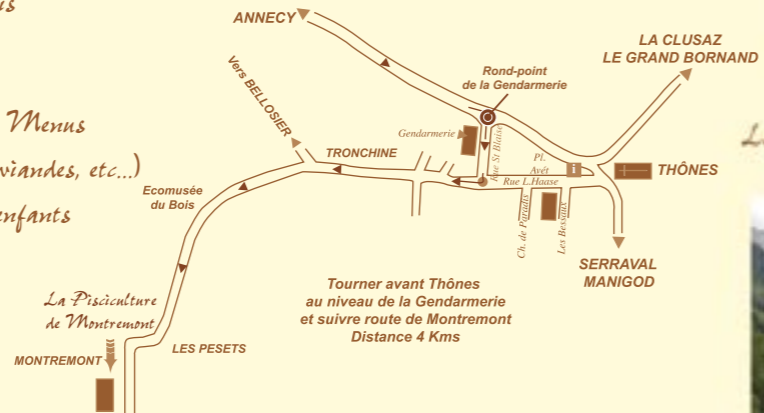 us
Menus
viandes, etc...)
enfants
ANNECY
LA CLUSAZ
LE GRAND BORNAND
Vers BELLOSIER
Rond-point
de la Gendarmerie
Gendarmerie
Rue St Blaise
TRONCHINE
Pl.
Avét
i
THÔNES
Rue L.Haase
Ecomusée
du Bois
Ch. de Paradis
Les Bessaux
SERRAVAL
MANIGOD
Tourner avant Thônes
au niveau de la Gendarmerie
et suivre route de Montremont
Distance 4 Kms
La Pisciculture
de Montremont
LES PESETS
MONTREMONT